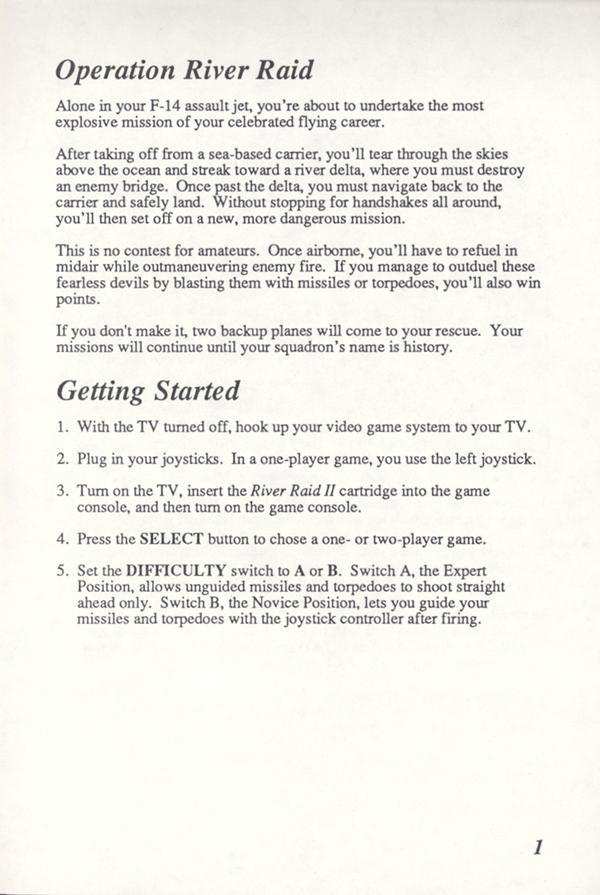 Operation River Raid
Alone in your F-14 assault jet, you're about to undertake the most
explosive mission of your celebrated flying career.
After taking off from a sea-based carrier, you'll tear through the skies
above the ocean and streak toward a river delta, where you must destroy
an enemy bridge. Once past the delta, you must navigate back to the
carrier and safely land. Without stopping for handshakes all around,
you'll then set off on a new, more dangerous mission.
This is no contest for amateurs. Once airborne, you'll have to refuel in
midair while outmaneuvering enemy fire. If you manage to outduel these
fearless devils by blasting them with missiles or torpedoes, you'll also win
points.
If you don't make it, two backup planes will come to your rescue. Your
missions will continue until your squadron's name is history.
Getting Started
1. With the TV turned off, hook up your video game system to your TV.
2. Plug in your joysticks. In a one-player game, you use the left joystick.
3. Turn on the TV, insert the River Raid II cartridge into the game
console, and then turn on the game console.
4. Press the SELECT button to chose a one- or two-player game.
5. Set the DIFFICULTY switch to A or B. Switch A, the Expert
Position, allows unguided missiles and torpedoes to shoot straight
ahead only. Switch B, the Novice Position, lets you guide your
missiles and torpedoes with the joystick controller after firing.
1